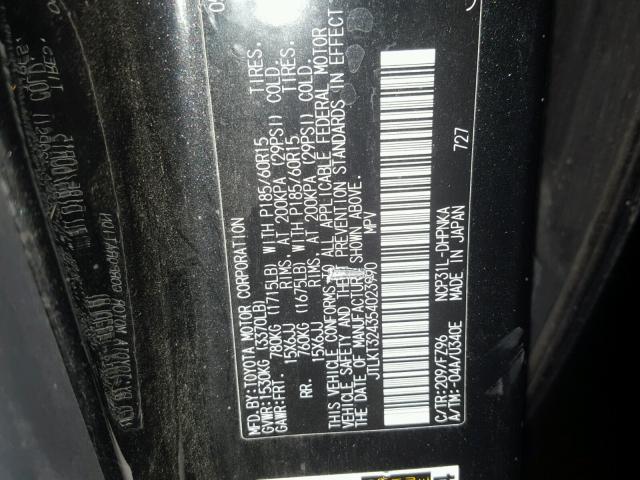 MFD.BY:TOYOTA MOTOR CORPORATION
GVWR:1530KG (3370LB)
GAWR:FRT. 780KG (1715LB) WITH P185/60R15 TIRES.
15X6JJ RIMS. AT 200KPA (29PSI) COLD.
RR. 760KG (1675LB) WITH P185/60R15 TIRES.
15X6JJ RIMS. AT 200KPA (29PSI) COLD.
THIS VEHICLE CONFORMS TO ALL APPLICABLE FEDERAL MOTOR
VEHICLE SAFETY AND THEFT PREVENTION STANDARDS IN EFFECT ON
THE DATE OF MANUFACTURE SHOWN ABOVE.
JTLKT324354023990 MPV
727
C/TR:209/FZ96 NCP31L-DHPNKA
A/TM:-04A/U340E MADE IN JAPAN